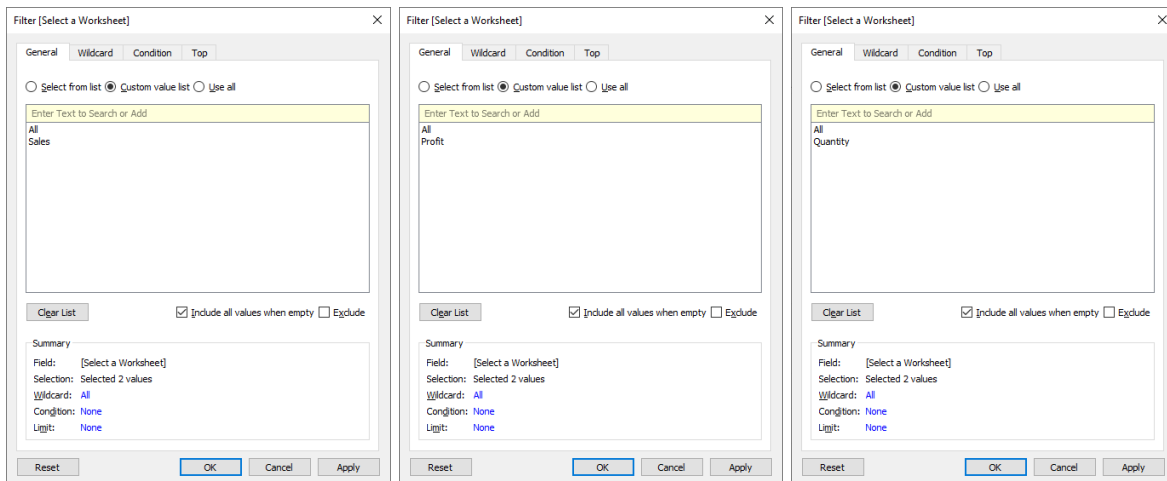 Filter [Select a Worksheet]
General Wildcard Condition Top
Select from list Custom value list Use all
Enter Text to Search or Add
All
Sales
Clear List Include all values when empty Exclude
Summary
Field: [Select a Worksheet]
Selection: Selected 2 values
Wildcard: All
Condition: None
Limit: None
Reset OK Cancel Apply
Filter [Select a Worksheet]
General Wildcard Condition Top
Select from list Custom value list Use all
Enter Text to Search or Add
All
Profit
Clear List Include all values when empty Exclude
Summary
Field: [Select a Worksheet]
Selection: Selected 2 values
Wildcard: All
Condition: None
Limit: None
Reset OK Cancel Apply
Filter [Select a Worksheet]
General Wildcard Condition Top
Select from list Custom value list Use all
Enter Text to Search or Add
All
Quantity
Clear List Include all values when empty Exclude
Summary
Field: [Select a Worksheet]
Selection: Selected 2 values
Wildcard: All
Condition: None
Limit: None
Reset OK Cancel Apply